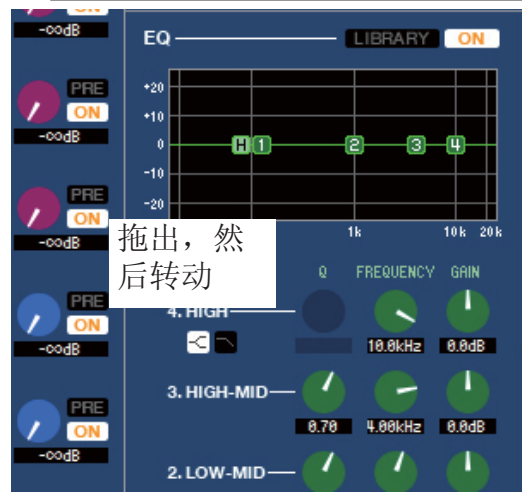 ON
-∞dB
EQ
LIBRARY
ON
PRE
ON
-∞dB
+20
+10
0
-10
-20
H
1
2
3
4
1k
10k
20k
PRE
ON
-∞dB
拖出，然
后转动
Q
FREQUENCY
GAIN
PRE
ON
-∞dB
4. HIGH
10.0kHz
0.0dB
3. HIGH-MID
0.70
4.00kHz
0.0dB
PRE
ON
-∞dB
2. LOW-MID